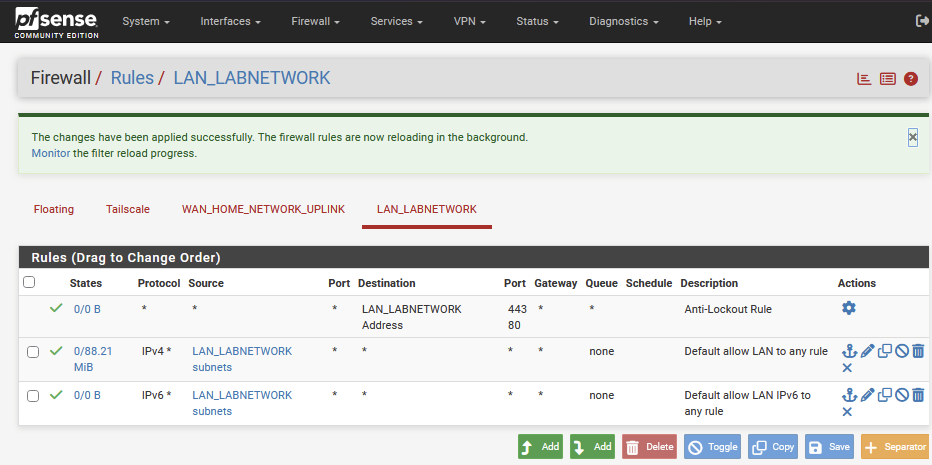 pfsense
COMMUNITY EDITION
System Interfaces Firewall Services VPN Status Diagnostics Help
Firewall / Rules / LAN_LABNETWORK
The changes have been applied successfully. The firewall rules are now reloading in the background.
Monitor the filter reload progress.
Floating Tailscale WAN_HOME_NETWORK_UPLINK LAN_LABNETWORK
Rules (Drag to Change Order)
States Protocol Source Port Destination Port Gateway Queue Schedule Description Actions
0/0 B * * * LAN_LABNETWORK 443 * * Anti-Lockout Rule
Address 80
0/88.21 IPv4 * LAN_LABNETWORK * * * * none Default allow LAN to any rule
MiB subnets
0/0 B IPv6 * LAN_LABNETWORK * * * * none Default allow LAN IPv6 to
subnets any rule
Add Add Delete Toggle Copy Save Separator